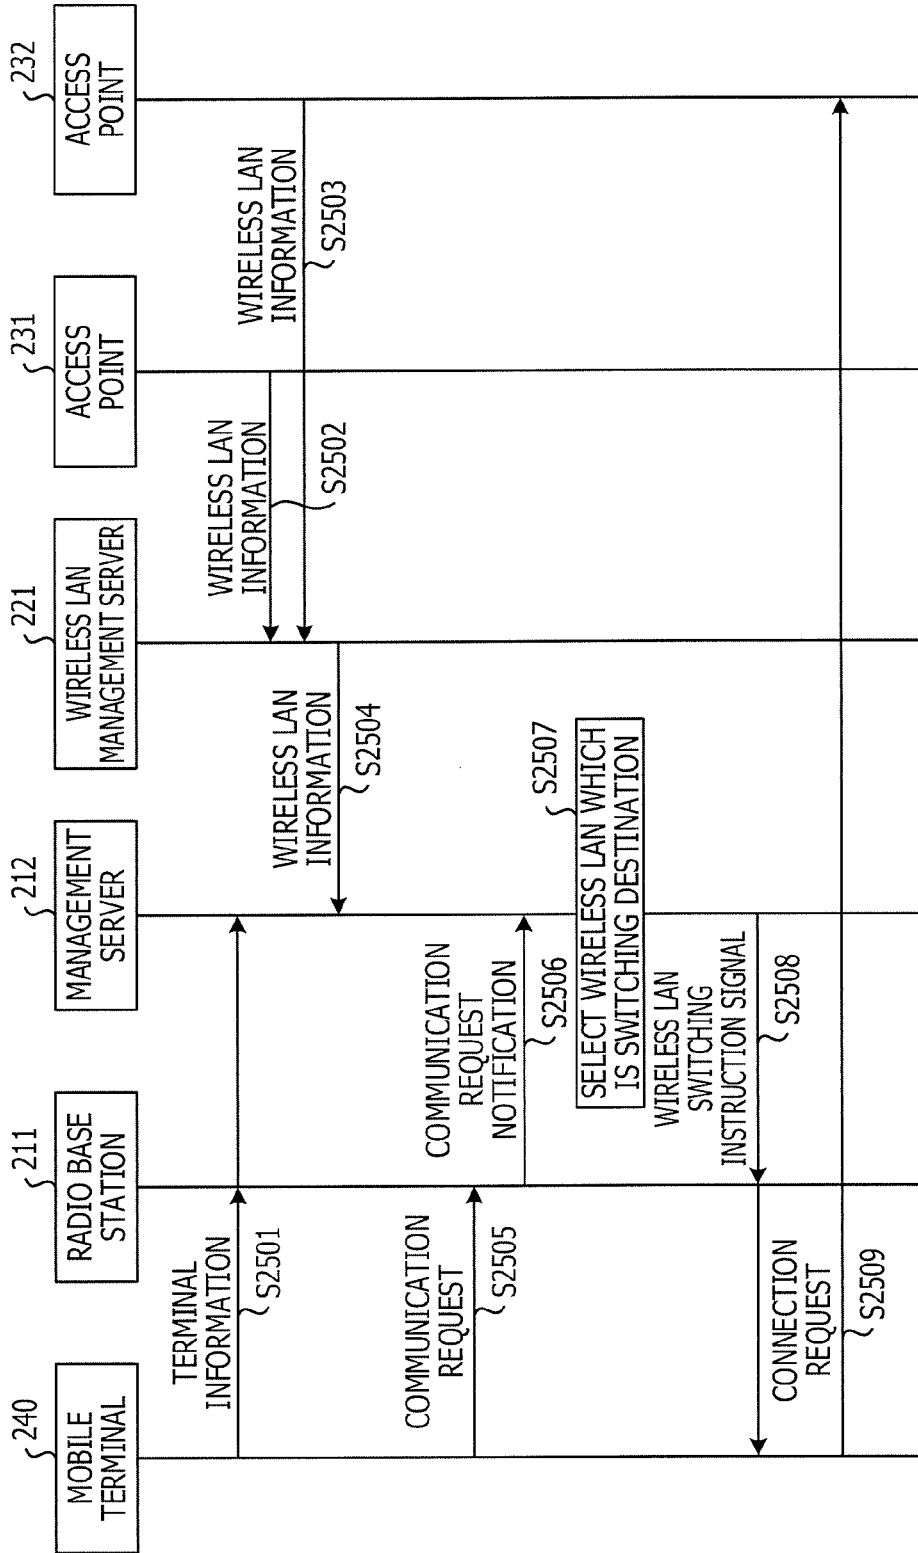 240
MOBILE
TERMINAL
211
RADIO BASE
STATION
212
MANAGEMENT
SERVER
221
WIRELESS LAN
MANAGEMENT SERVER
231
ACCESS
POINT
232
ACCESS
POINT
TERMINAL
INFORMATION
S2501
WIRELESS LAN
INFORMATION
S2502
WIRELESS LAN
INFORMATION
S2503
WIRELESS LAN
INFORMATION
S2504
COMMUNICATION
REQUEST
S2505
COMMUNICATION
REQUEST
NOTIFICATION
S2506
S2507
SELECT WIRELESS LAN WHICH
IS SWITCHING DESTINATION
WIRELESS LAN
SWITCHING
INSTRUCTION SIGNAL
S2508
CONNECTION
REQUEST
S2509